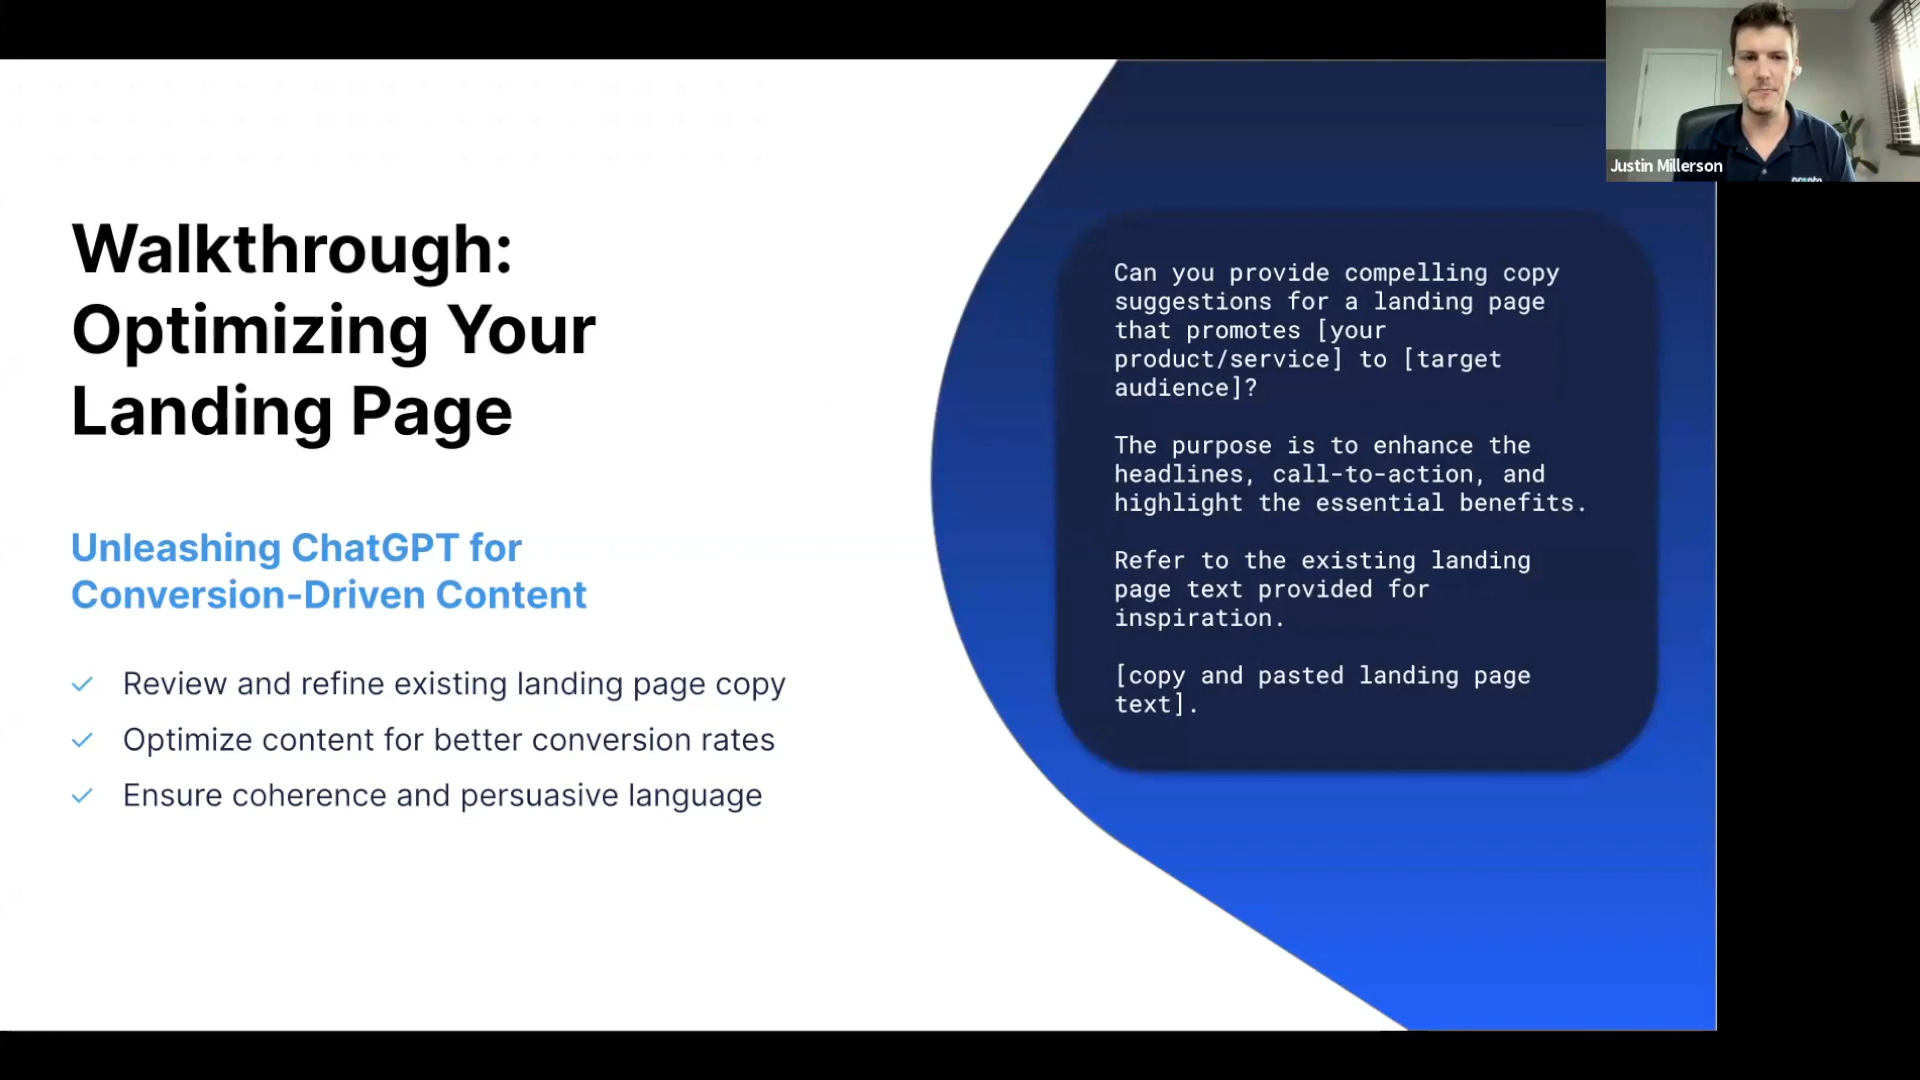 Walkthrough:
Optimizing Your
Landing Page
Unleashing ChatGPT for
Conversion-Driven Content
Review and refine existing landing page copy
Optimize content for better conversion rates
Ensure coherence and persuasive language
Can you provide compelling copy
suggestions for a landing page
that promotes [your
product/service] to [target
audience]?
The purpose is to enhance the
headlines, call-to-action, and
highlight the essential benefits.
Refer to the existing landing
page text provided for
inspiration.
[copy and pasted landing page
text].
Justin Millerson